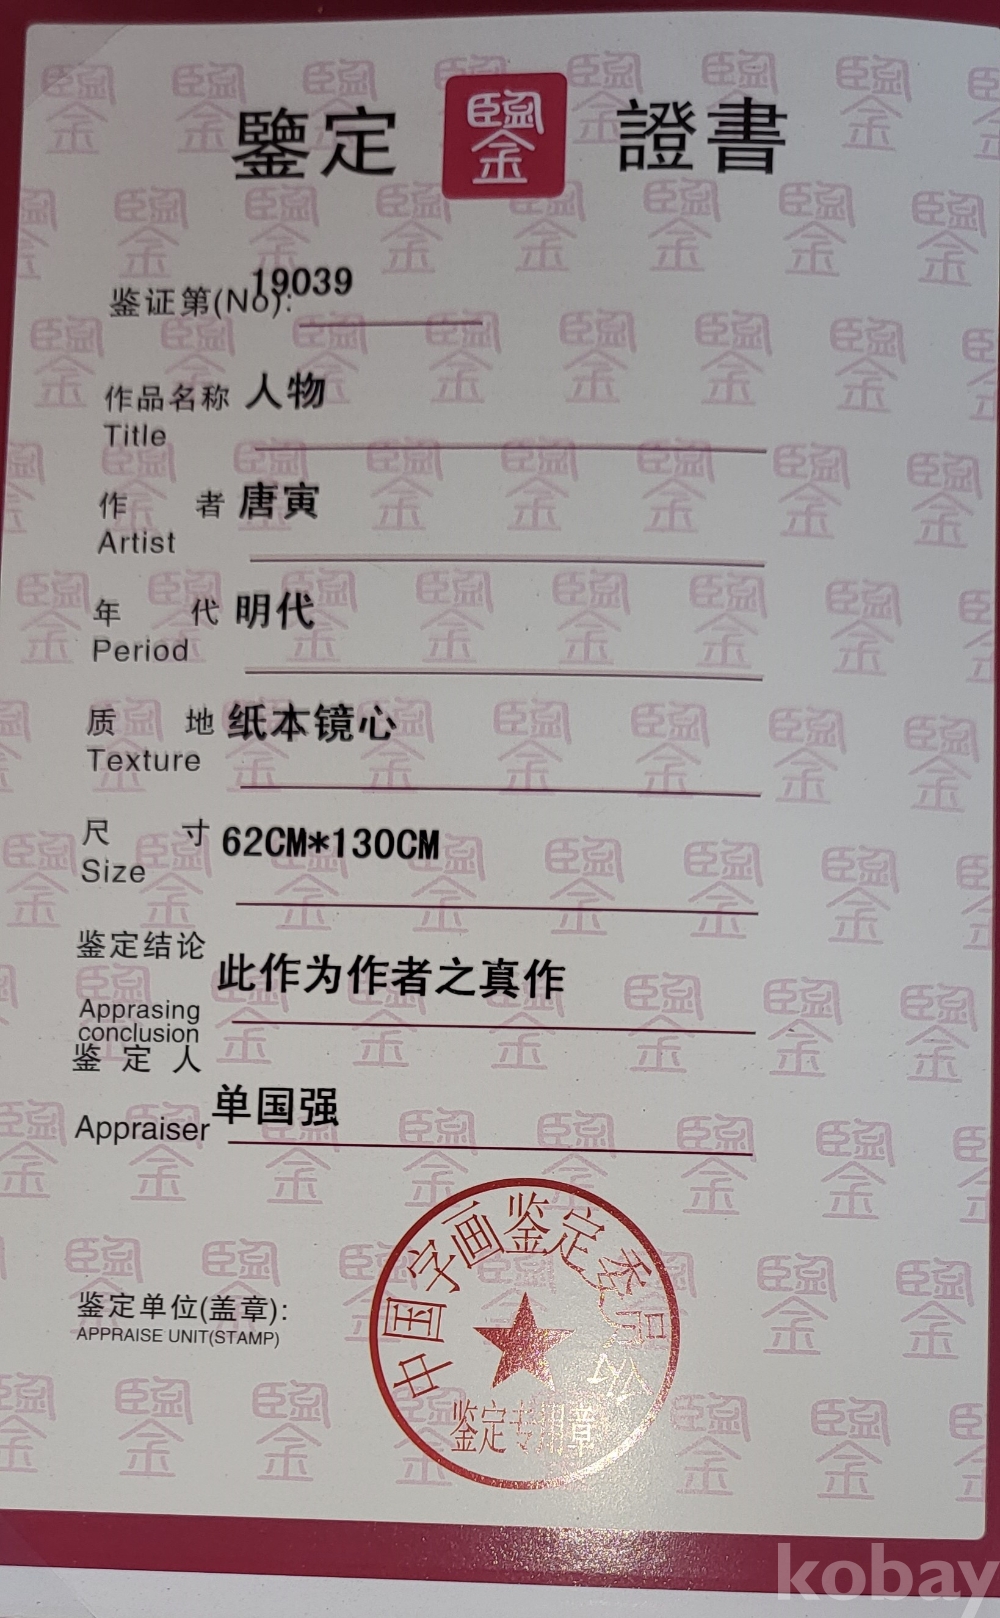 鑒定 鑒 證書
鉴证第(No): 19039
作品名称 人物
Title
作 者 唐寅
Artist
年 代 明代
Period
质 地 纸本镜心
Texture
尺 寸 62CM*130CM
Size
鉴定结论 此作为作者之真作
Apprasing
conclusion
鉴 定 人 单国强
Appraiser
鉴定单位(盖章):
APPRAISE UNIT(STAMP)
中国字画鉴定委员会
鉴定专用章
kobay